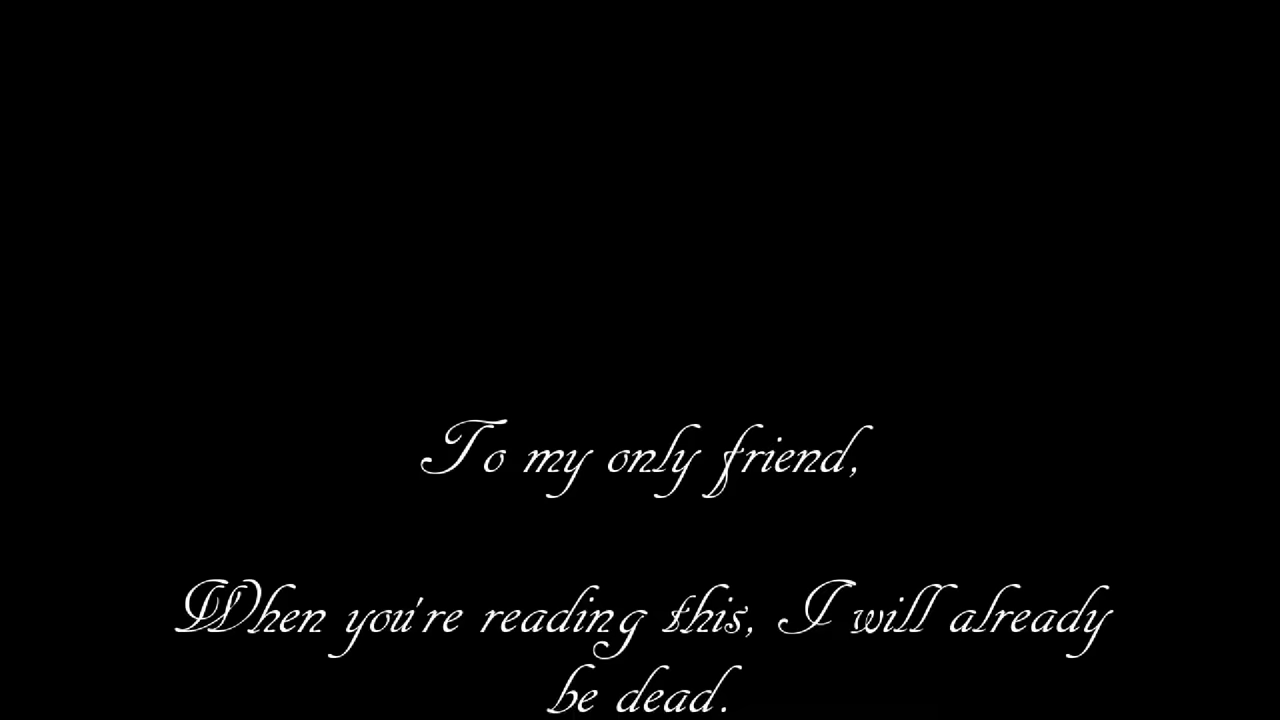 To my only friend,
When you're reading this, I will already
be dead.